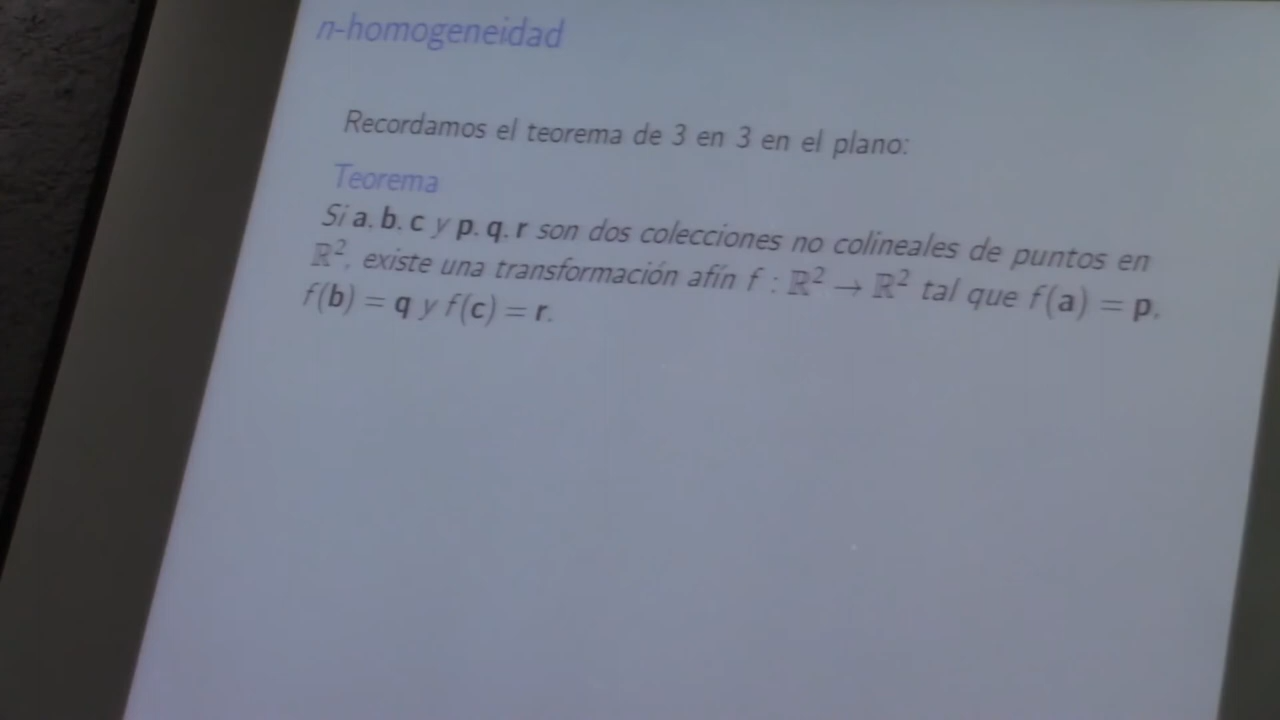 n-homogeneidad
Recordamos el teorema de 3 en 3 en el plano:
Teorema
Si a, b, c y p, q, r son dos colecciones no colineales de puntos en
ℝ², existe una transformación afín f : ℝ² → ℝ² tal que f(a) = p,
f(b) = q y f(c) = r.